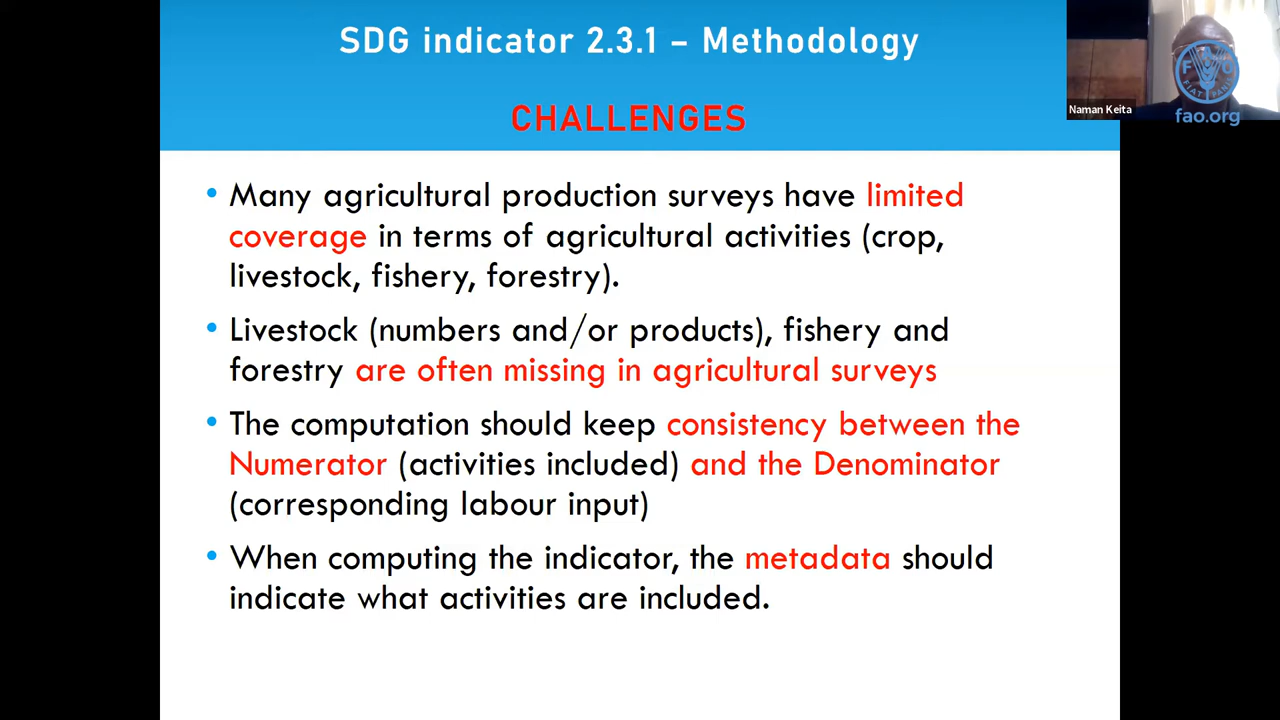 SDG indicator 2.3.1 – Methodology
CHALLENGES
• Many agricultural production surveys have limited
coverage in terms of agricultural activities (crop,
livestock, fishery, forestry).
• Livestock (numbers and/or products), fishery and
forestry are often missing in agricultural surveys
• The computation should keep consistency between the
Numerator (activities included) and the Denominator
(corresponding labour input)
• When computing the indicator, the metadata should
indicate what activities are included.
Naman Keita
F O
FIAT PANIS
fao.org